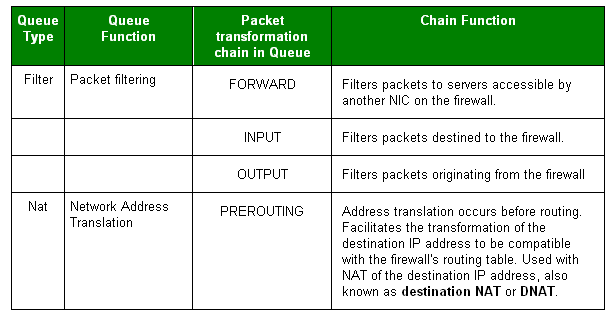 Queue Type
Queue Function
Packet transformation chain in Queue
Chain Function
Filter
Packet filtering
FORWARD
Filters packets to servers accessible by
another NIC on the firewall.
INPUT
Filters packets destined to the firewall.
OUTPUT
Filters packets originating from the firewall
Nat
Network Address
Translation
PREROUTING
Address translation occurs before routing.
Facilitates the transformation of the
destination IP address to be compatible
with the firewall's routing table. Used with
NAT of the destination IP address, also
known as destination NAT or DNAT.